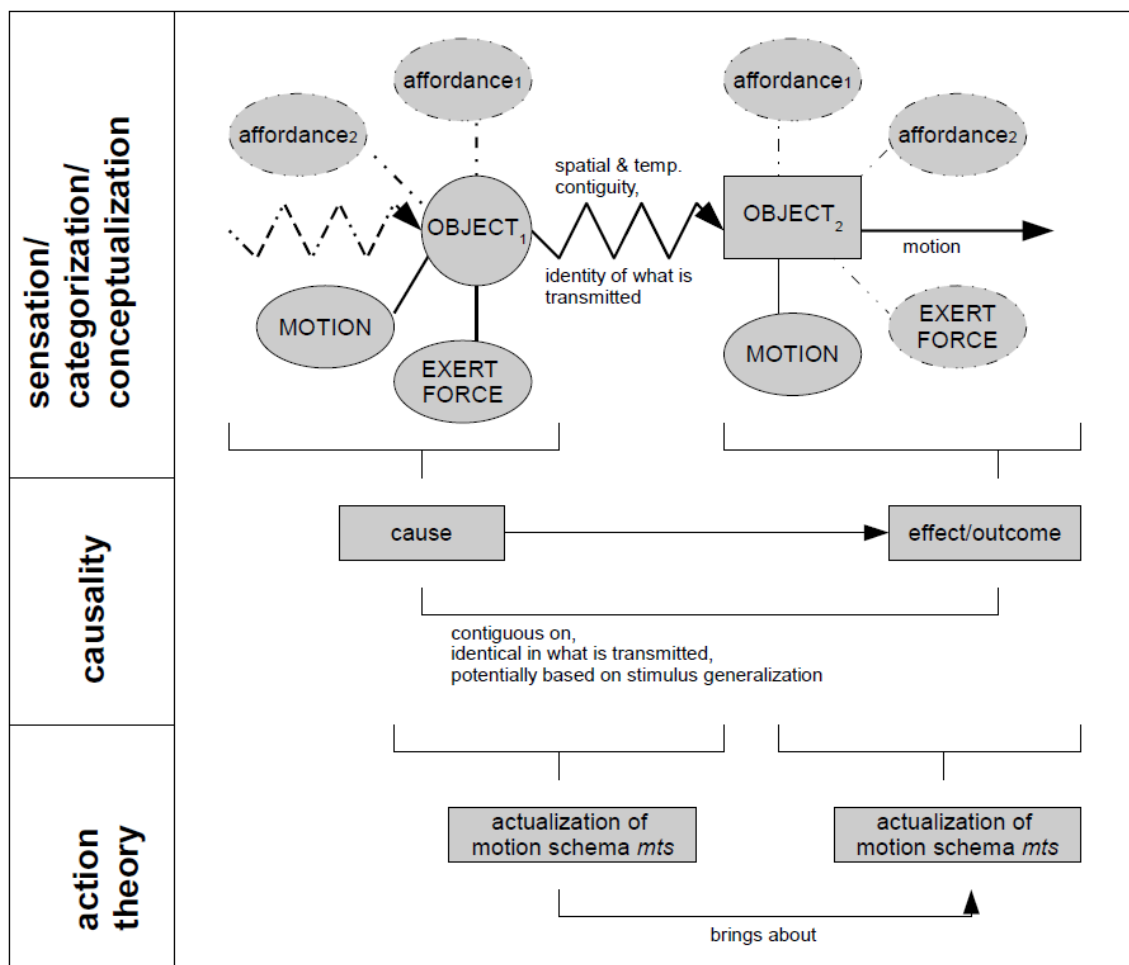 sensation/
categorization/
conceptualization
affordance1
affordance2
OBJECT1
MOTION
EXERT
FORCE
spatial & temp.
contiguity,
identity of what is
transmitted
affordance1
affordance2
OBJECT2
motion
MOTION
EXERT
FORCE
causality
cause
effect/outcome
contiguous on,
identical in what is transmitted,
potentially based on stimulus generalization
action
theory
actualization of
motion schema mts
actualization of
motion schema mts
brings about